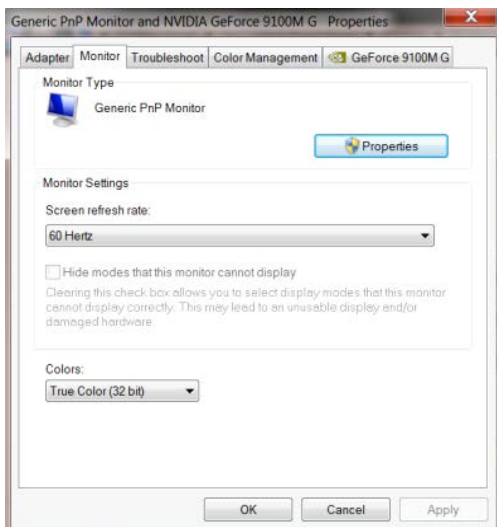 Generic PnP Monitor and NVIDIA GeForce 9100M G Properties
Adapter Monitor Troubleshoot Color Management GeForce 9100M G
Monitor Type
Generic PnP Monitor
Properties
Monitor Settings
Screen refresh rate:
60 Hertz
Hide modes that this monitor cannot display
Clearing this check box allows you to select display modes that this monitor
cannot display correctly. This may lead to an unusable display and/or
damaged hardware.
Colors:
True Color (32 bit)
OK Cancel Apply